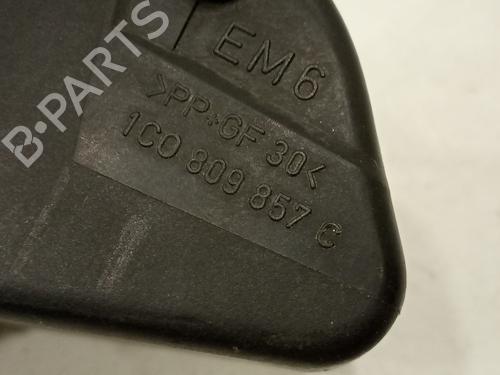 B-PARTS
EM6
>PP+GF 30<
1C0 809 857 C